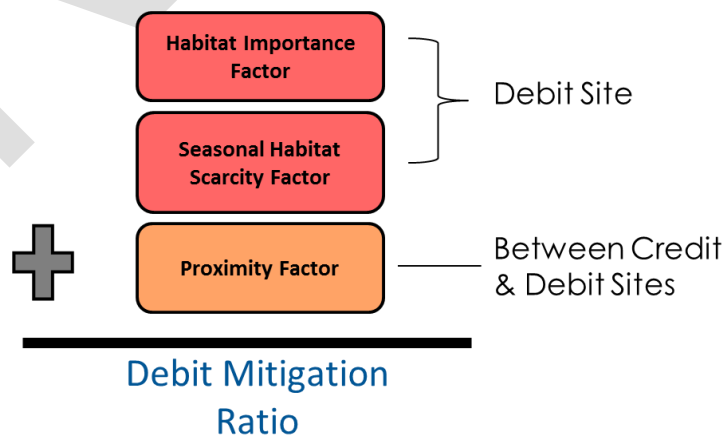 Habitat Importance
Factor
Debit Site
Seasonal Habitat
Scarcity Factor
Proximity Factor
Between Credit
& Debit Sites
Debit Mitigation
Ratio